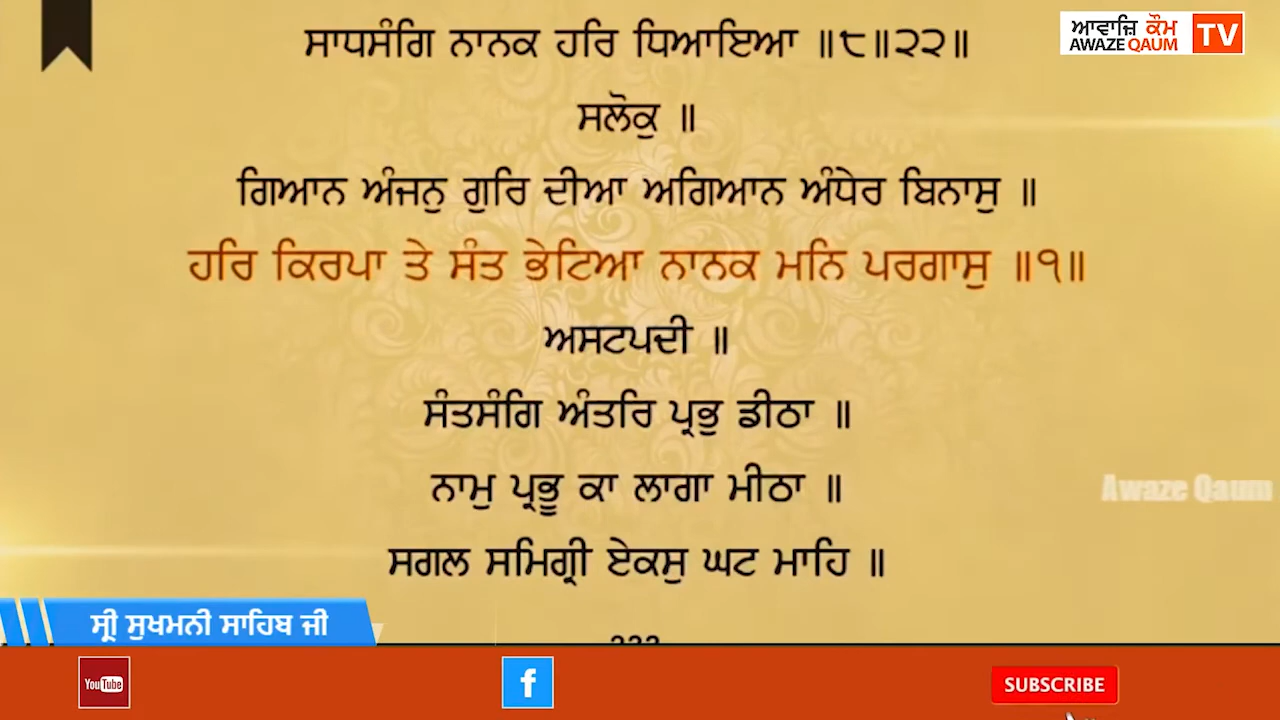 ਆਵਾਜ਼ਿ ਕੌਮ
AWAZE QAUM TV
ਸਾਧਸੰਗਿ ਨਾਨਕ ਹਰਿ ਧਿਆਇਆ ॥੮॥੨੨॥
ਸਲੋਕੁ ॥
ਗਿਆਨ ਅੰਜਨੁ ਗੁਰਿ ਦੀਆ ਅਗਿਆਨ ਅੰਧੇਰ ਬਿਨਾਸੁ ॥
ਹਰਿ ਕਿਰਪਾ ਤੇ ਸੰਤ ਭੇਟਿਆ ਨਾਨਕ ਮਨਿ ਪਰਗਾਸੁ ॥੧॥
ਅਸਟਪਦੀ ॥
ਸੰਤਸੰਗਿ ਅੰਤਰਿ ਪ੍ਰਭੁ ਡੀਠਾ ॥
ਨਾਮੁ ਪ੍ਰਭੂ ਕਾ ਲਾਗਾ ਮੀਠਾ ॥
Awaze Qaum
ਸਗਲ ਸਮਿਗ੍ਰੀ ਏਕਸੁ ਘਟ ਮਾਹਿ ॥
ਸ੍ਰੀ ਸੁਖਮਨੀ ਸਾਹਿਬ ਜੀ
YouTube
f
SUBSCRIBE